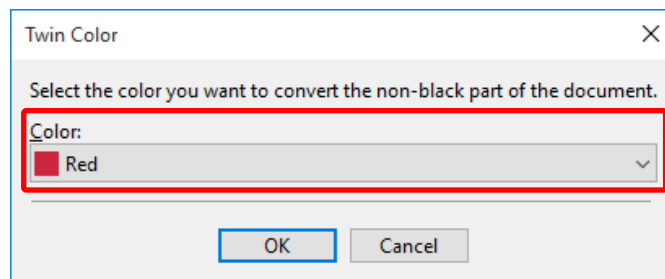 Twin Color
Select the color you want to convert the non-black part of the document.
Color:
Red
OK Cancel